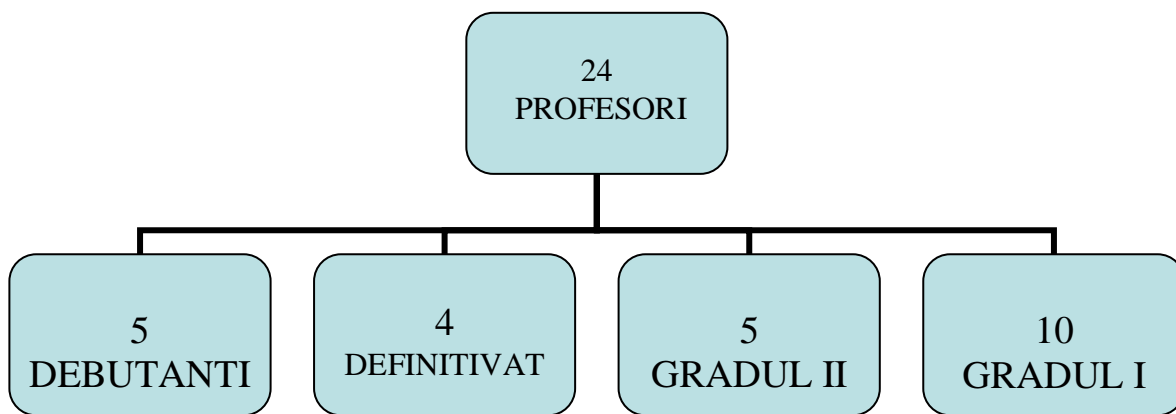 24
PROFESORI
5
DEBUTANTI
4
DEFINITIVAT
5
GRADUL II
10
GRADUL I